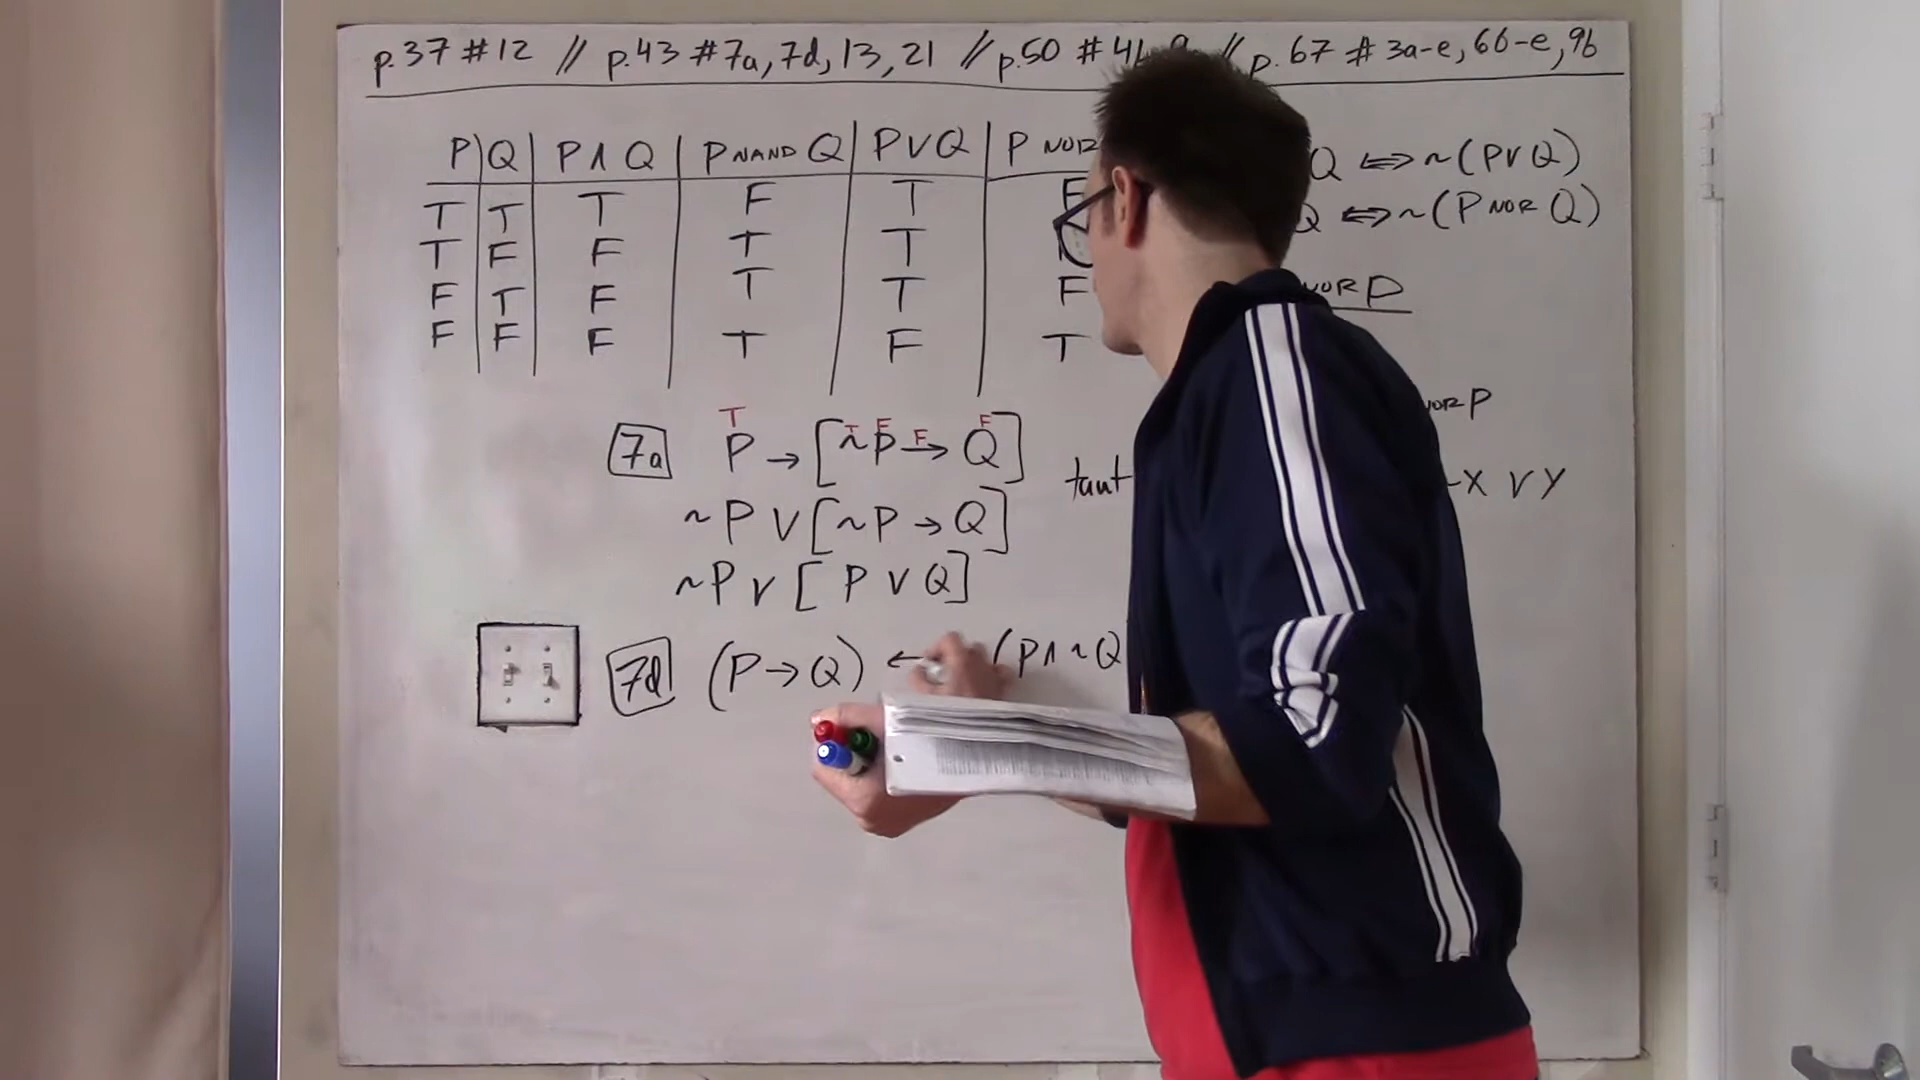 p.37 #12 // p.43 #7a, 7d, 13, 21 // p.50 # // p.67 # 3a-e, 6b-e, 9b
P Q P ∧ Q P NAND Q P ∨ Q P NOR
T T T F T F
T F F T T
F T F T T F
F F F T F T
Q ⟺ ~(P ∨ Q)
Q ⟺ ~(P NOR Q)
NOR P
NOR P
~X ∨ Y
T T F F F
7a P → [~P → Q] taut
~P ∨ [~P → Q]
~P ∨ [P ∨ Q]
7d (P → Q) ← (P ∧ ~Q